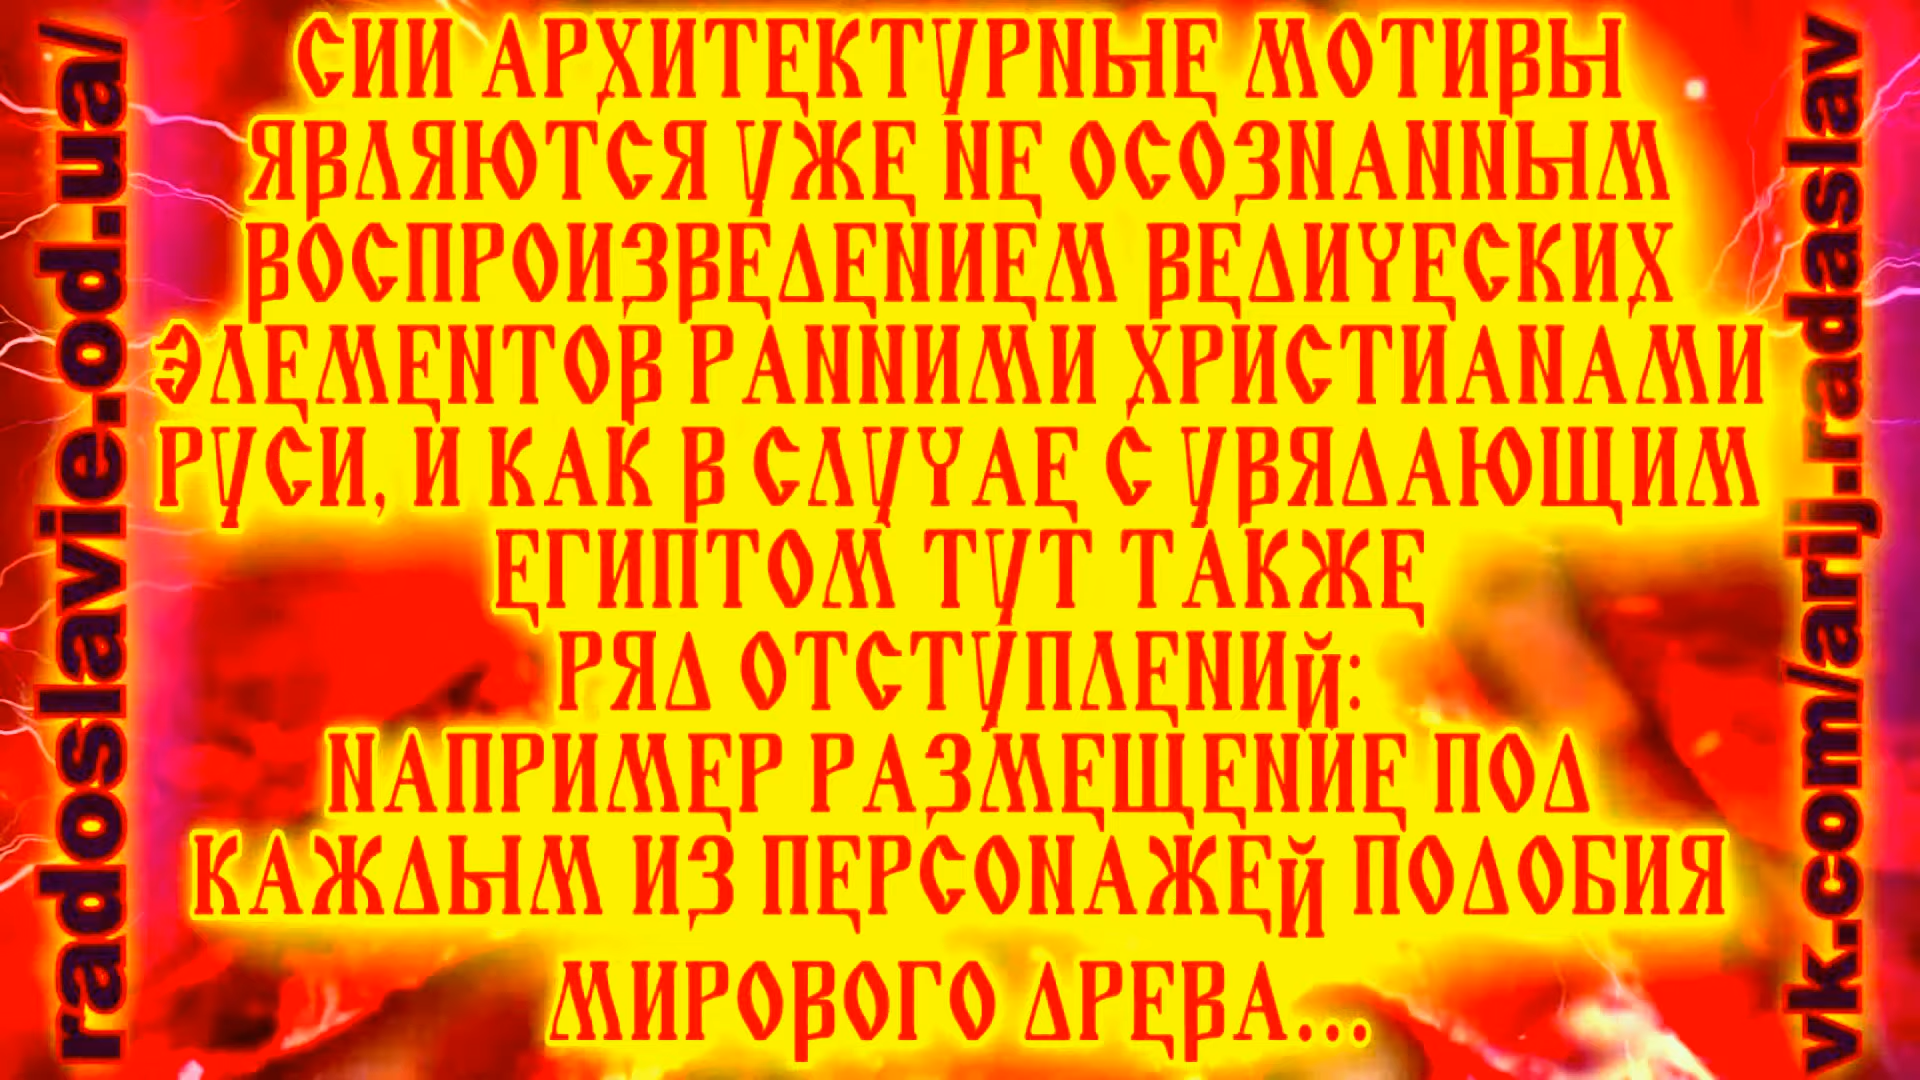 СИИ АРХИТЕКТУРНЫЕ МОТИВЫ
ЯВЛЯЮТСЯ УЖЕ НЕ ОСОЗНАННЫМ
ВОСПРОИЗВЕДЕНИЕМ ВЕДИЧЕСКИХ
ЭЛЕМЕНТОВ РАННИМИ ХРИСТИАНАМИ
РУСИ, И КАК В СЛУЧАЕ С УВЯДАЮЩИМ
ЕГИПТОМ ТУТ ТАКЖЕ
РЯД ОТСТУПЛЕНИЙ:
НАПРИМЕР РАЗМЕЩЕНИЕ ПОД
КАЖДЫМ ИЗ ПЕРСОНАЖЕЙ ПОДОБИЯ
МИРОВОГО ДРЕВА...
radoslavie.od.ua/
vk.com/arij.radaslav